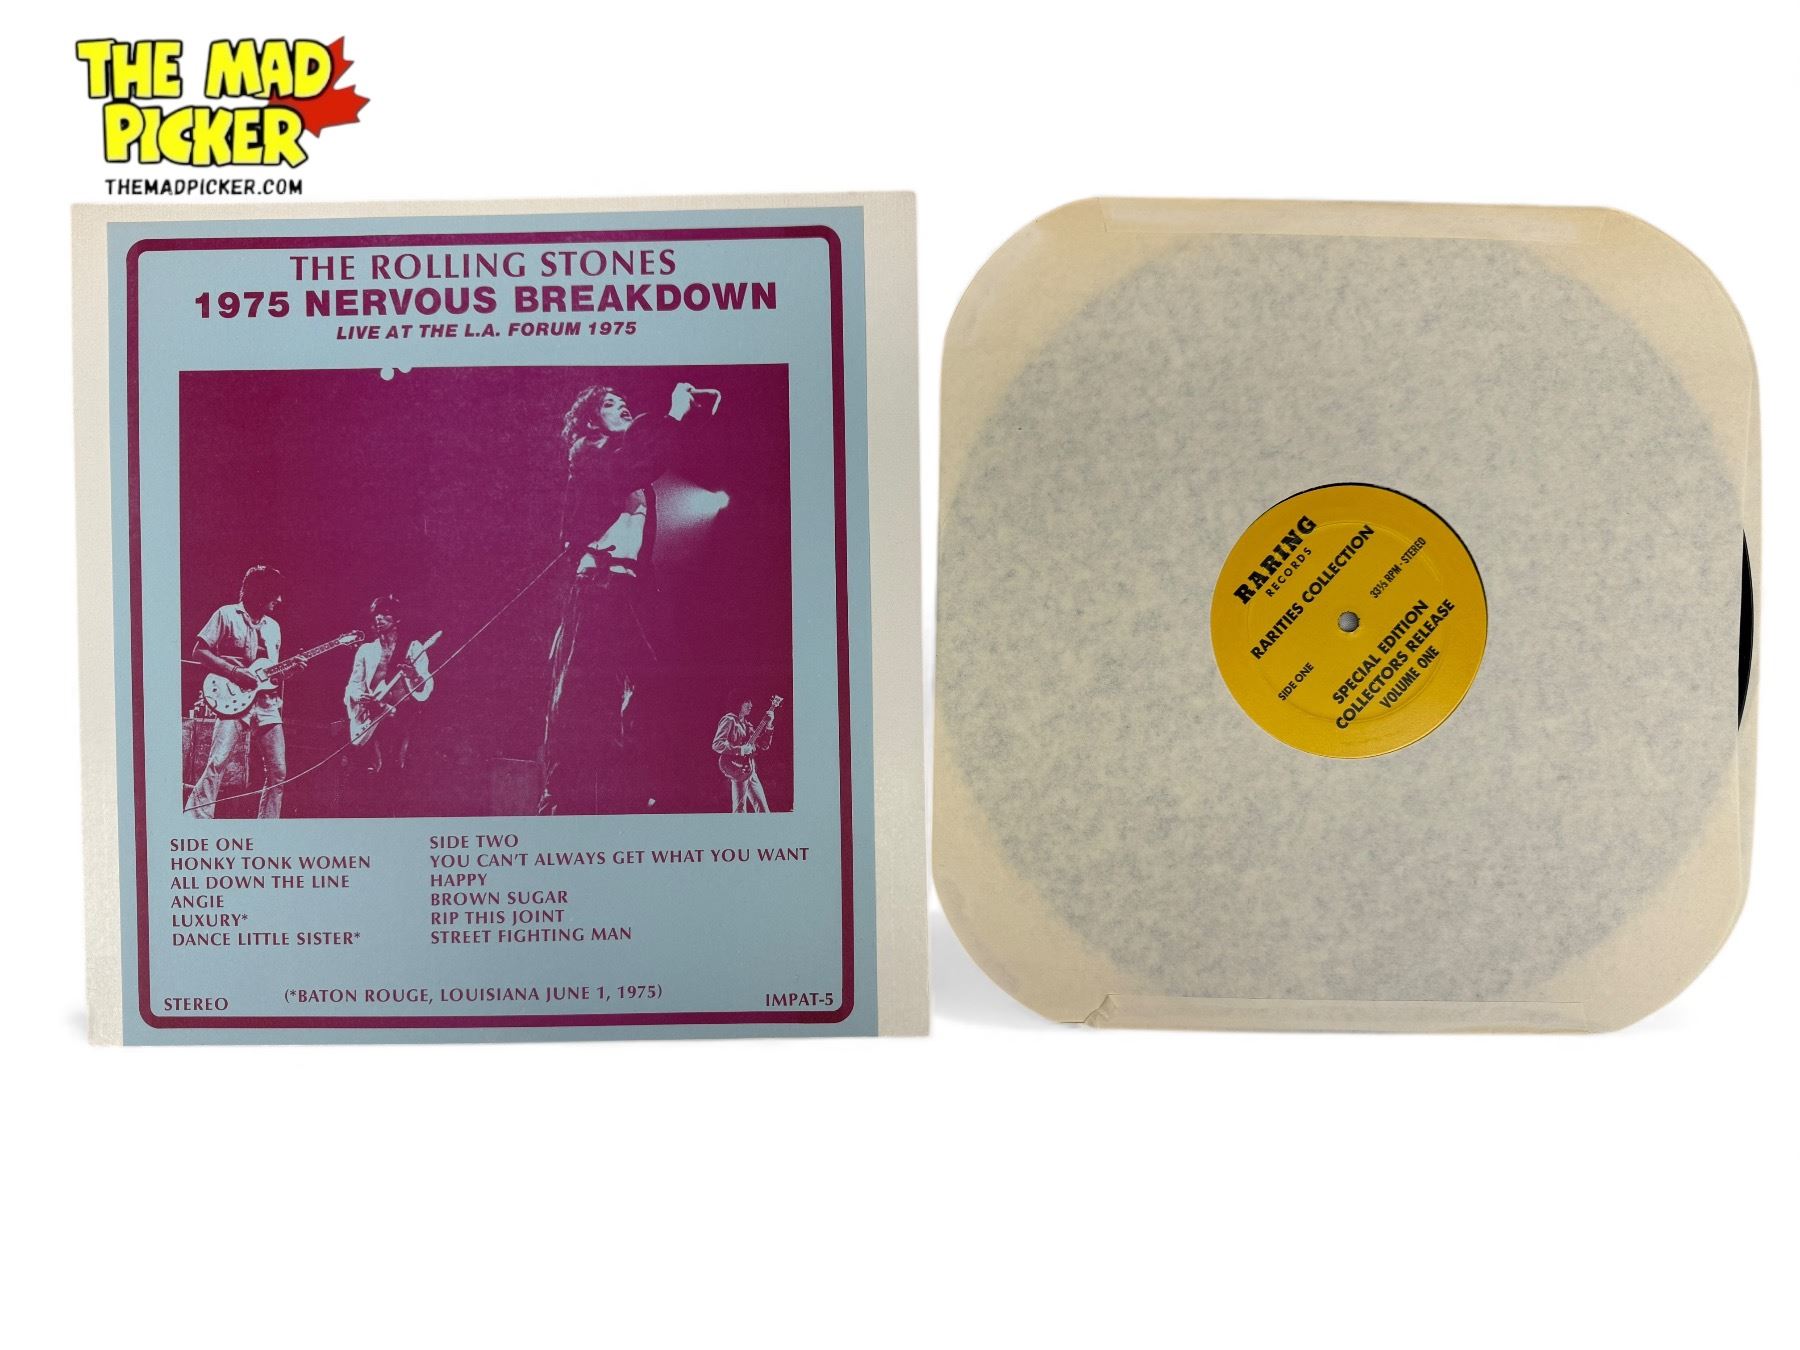 THE MAD
PICKER
THEMADPICKER.COM
THE ROLLING STONES
1975 NERVOUS BREAKDOWN
LIVE AT THE L.A. FORUM 1975
SIDE ONE
HONKY TONK WOMEN
ALL DOWN THE LINE
ANGIE
LUXURY*
DANCE LITTLE SISTER*
SIDE TWO
YOU CAN'T ALWAYS GET WHAT YOU WANT
HAPPY
BROWN SUGAR
RIP THIS JOINT
STREET FIGHTING MAN
(*BATON ROUGE, LOUISIANA JUNE 1, 1975)
STEREO
IMPAT-5
RARING
RECORDS
RARITIES COLLECTION
33⅓ RPM - STEREO
SIDE ONE
SPECIAL EDITION
COLLECTORS RELEASE
VOLUME ONE